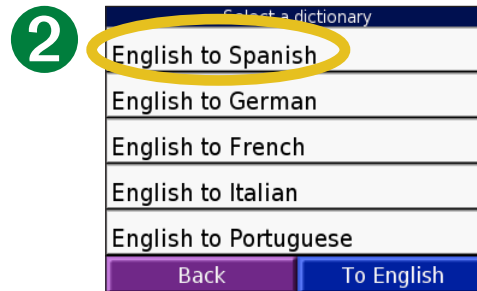 2
Select a dictionary
English to Spanish
English to German
English to French
English to Italian
English to Portuguese
Back To English